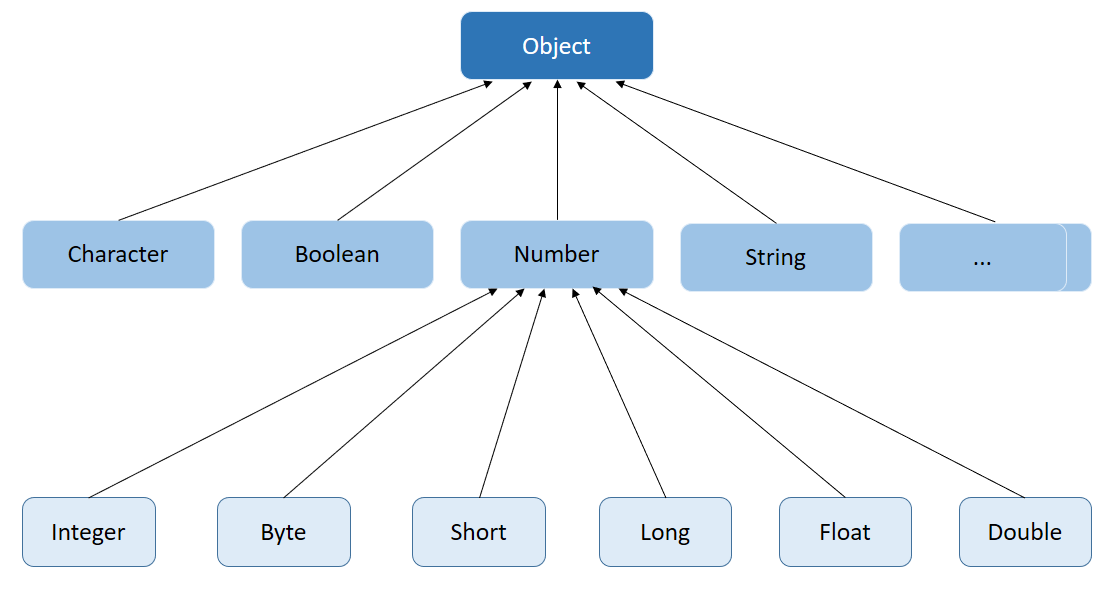 Object
Character
Boolean
Number
String
...
Integer
Byte
Short
Long
Float
Double